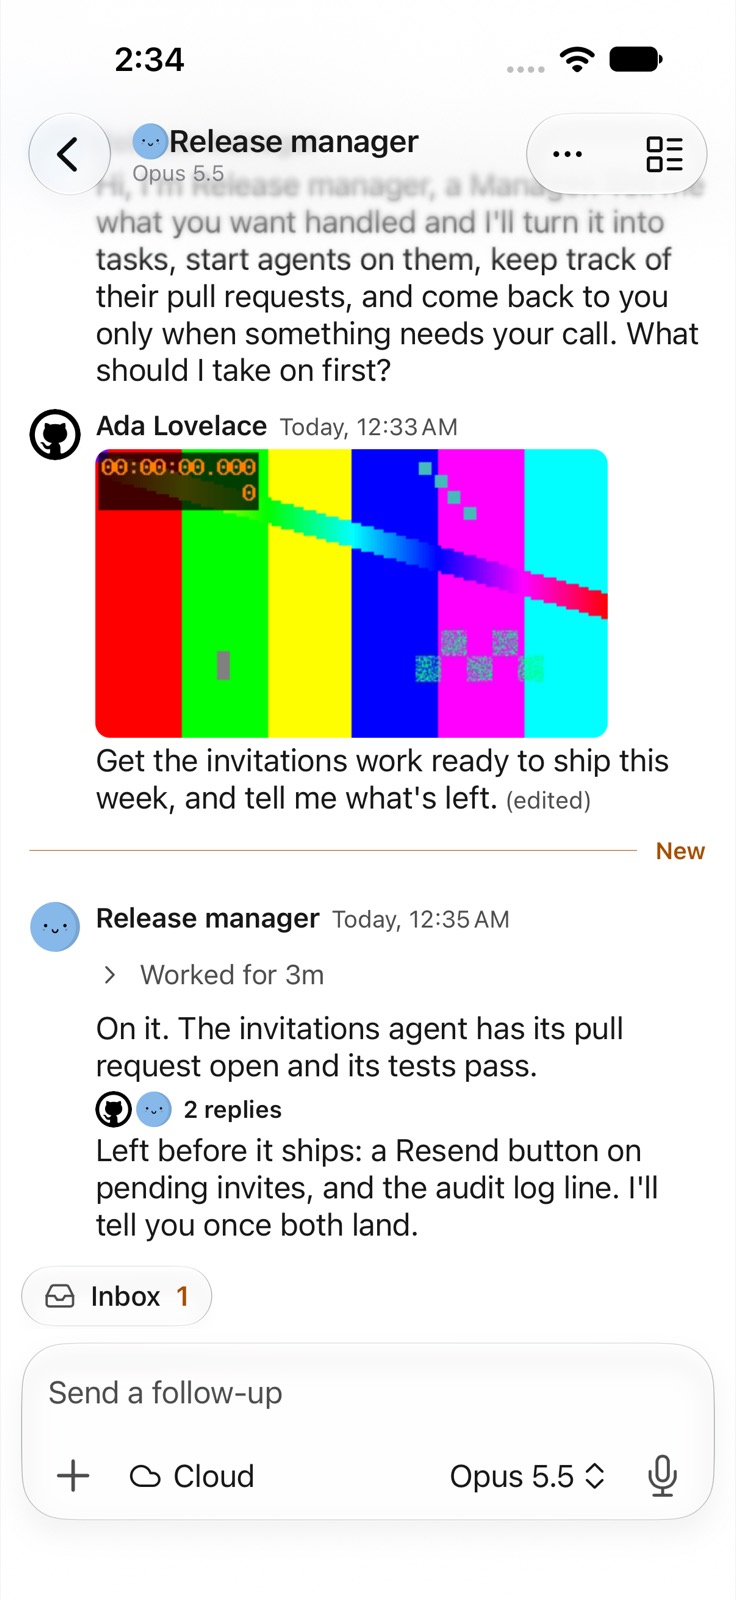 2:34
Release manager
Opus 5.5
Hi, I'm Release manager, a
what you want handled and I'll turn it into
tasks, start agents on them, keep track of
their pull requests, and come back to you
only when something needs your call. What
should I take on first?
Ada Lovelace Today, 12:33 AM
00:00:00.000
0
Get the invitations work ready to ship this
week, and tell me what's left. (edited)
New
Release manager Today, 12:35 AM
Worked for 3m
On it. The invitations agent has its pull
request open and its tests pass.
2 replies
Left before it ships: a Resend button on
pending invites, and the audit log line. I'll
tell you once both land.
Inbox 1
Send a follow-up
Cloud
Opus 5.5